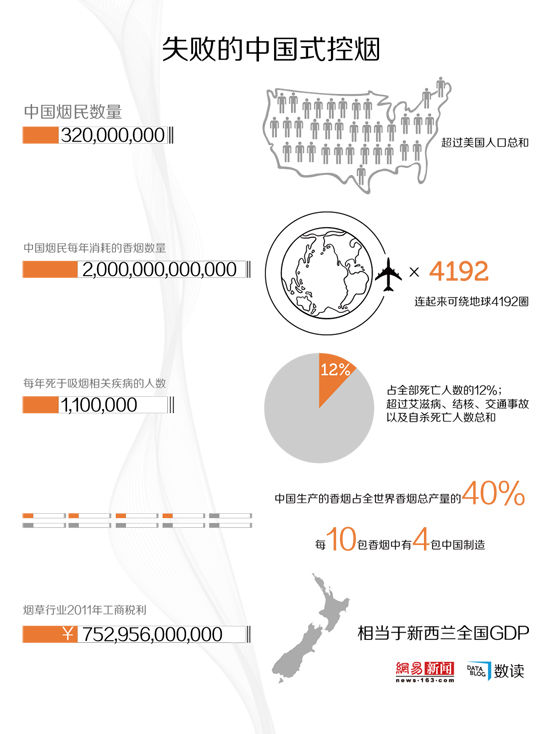 失败的中国式控烟
中国烟民数量
320,000,000
超过美国人口总和
中国烟民每年消耗的香烟数量
2,000,000,000,000
× 4192
连起来可绕地球4192圈
每年死于吸烟相关疾病的人数
1,100,000
12%
占全部死亡人数的12%；
超过艾滋病、结核、交通事故
以及自杀死亡人数总和
中国生产的香烟占全世界香烟总产量的40%
每10包香烟中有4包中国制造
烟草行业2011年工商税利
¥ 752,956,000,000
相当于新西兰全国GDP
網易新闻
news·163.com
DATA
BLOG
数读